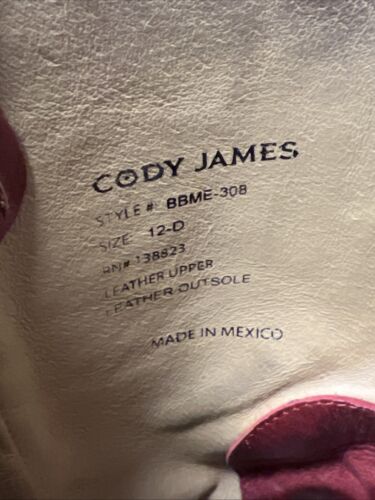 CODY JAMES
STYLE # BBME-308
SIZE: 12-D
RN# 138823
LEATHER UPPER
LEATHER OUTSOLE
MADE IN MEXICO